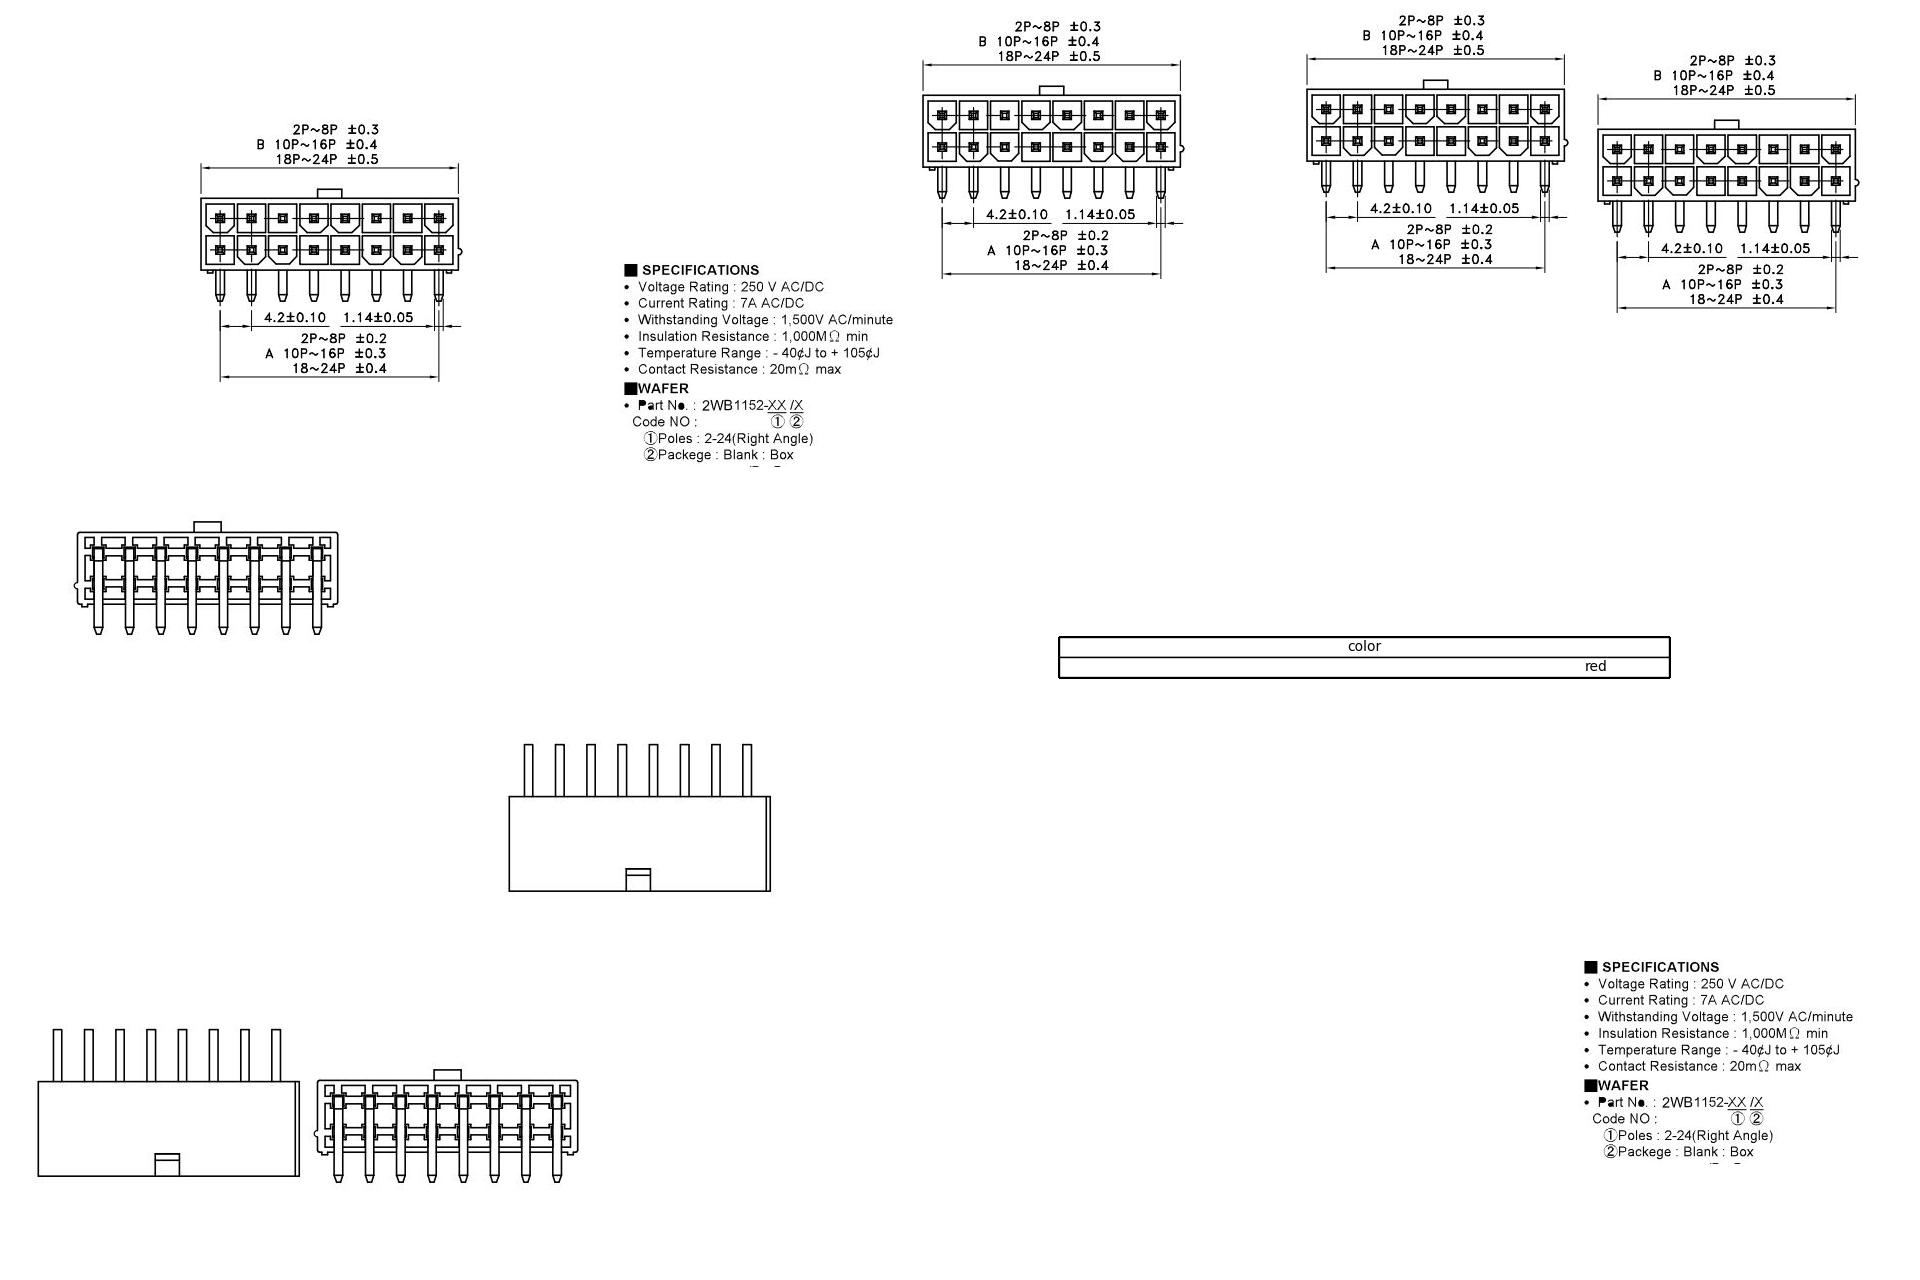 2P~8P ±0.3
B 10P~16P ±0.4
18P~24P ±0.5
4.2±0.10 1.14±0.05
2P~8P ±0.2
A 10P~16P ±0.3
18~24P ±0.4
2P~8P ±0.3
B 10P~16P ±0.4
18P~24P ±0.5
4.2±0.10 1.14±0.05
2P~8P ±0.2
A 10P~16P ±0.3
18~24P ±0.4
2P~8P ±0.3
B 10P~16P ±0.4
18P~24P ±0.5
4.2±0.10 1.14±0.05
2P~8P ±0.2
A 10P~16P ±0.3
18~24P ±0.4
2P~8P ±0.3
B 10P~16P ±0.4
18P~24P ±0.5
4.2±0.10 1.14±0.05
2P~8P ±0.2
A 10P~16P ±0.3
18~24P ±0.4
■ SPECIFICATIONS
• Voltage Rating : 250 V AC/DC
• Current Rating : 7A AC/DC
• Withstanding Voltage : 1,500V AC/minute
• Insulation Resistance : 1,000MΩ min
• Temperature Range : - 40¢J to + 105¢J
• Contact Resistance : 20mΩ max
■WAFER
• Part No. : 2WB1152-XX /X
Code NO : ① ②
①Poles : 2-24(Right Angle)
②Packege : Blank : Box
color
red
■ SPECIFICATIONS
• Voltage Rating : 250 V AC/DC
• Current Rating : 7A AC/DC
• Withstanding Voltage : 1,500V AC/minute
• Insulation Resistance : 1,000MΩ min
• Temperature Range : - 40¢J to + 105¢J
• Contact Resistance : 20mΩ max
■WAFER
• Part No. : 2WB1152-XX /X
Code NO : ① ②
①Poles : 2-24(Right Angle)
②Packege : Blank : Box